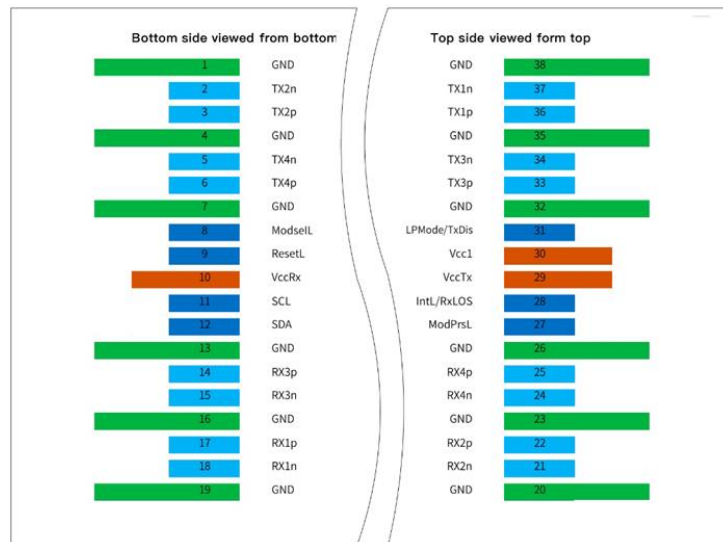 Bottom side viewed from bottom Top side viewed form top
1 GND GND 38
2 TX2n TX1n 37
3 TX2p TX1p 36
4 GND GND 35
5 TX4n TX3n 34
6 TX4p TX3p 33
7 GND GND 32
8 ModselL LPMode/TxDis 31
9 ResetL Vcc1 30
10 VccRx VccTx 29
11 SCL IntL/RxLOS 28
12 SDA ModPrsL 27
13 GND GND 26
14 RX3p RX4p 25
15 RX3n RX4n 24
16 GND GND 23
17 RX1p RX2p 22
18 RX1n RX2n 21
19 GND GND 20